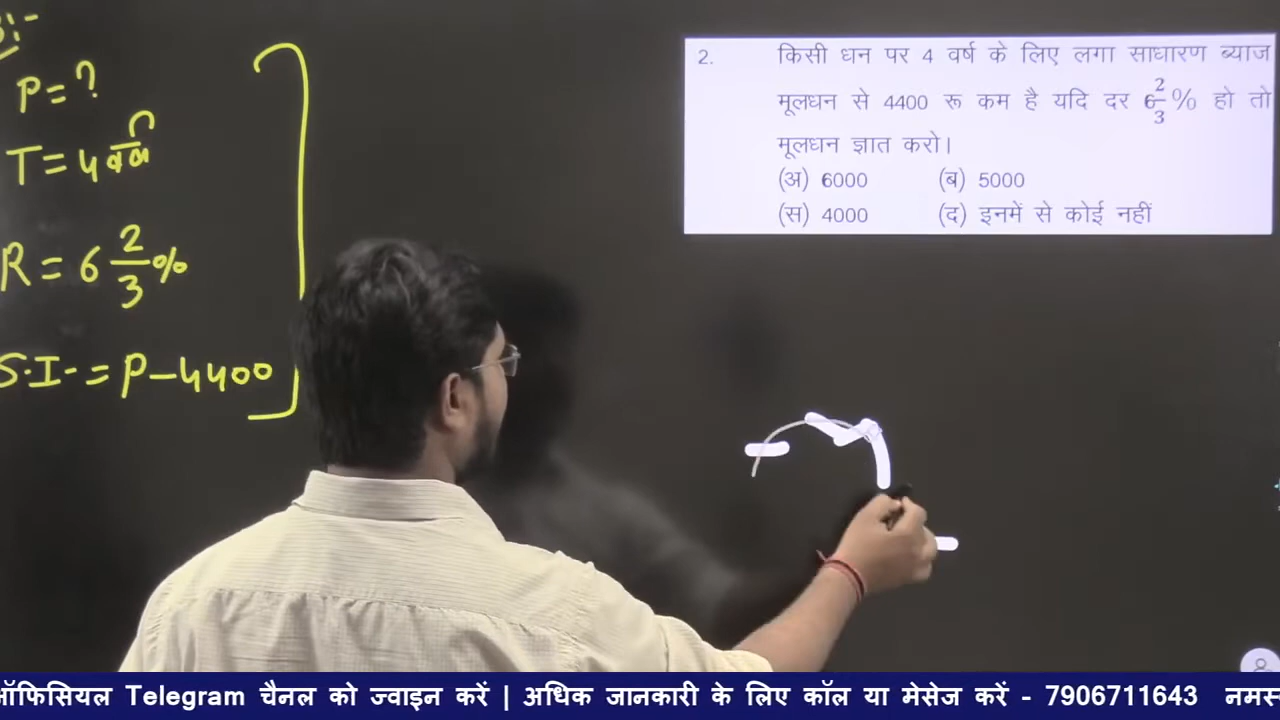 P = ?
T = 4 वर्ष
R = 6 2/3 %
S.I. = P – 4400
2. किसी धन पर 4 वर्ष के लिए लगा साधारण ब्याज
मूलधन से 4400 रू कम है यदि दर 6 2/3 % हो तो
मूलधन ज्ञात करो।
(अ) 6000 (ब) 5000
(स) 4000 (द) इनमें से कोई नहीं
ऑफिसियल Telegram चैनल को ज्वाइन करें | अधिक जानकारी के लिए कॉल या मेसेज करें - 7906711643